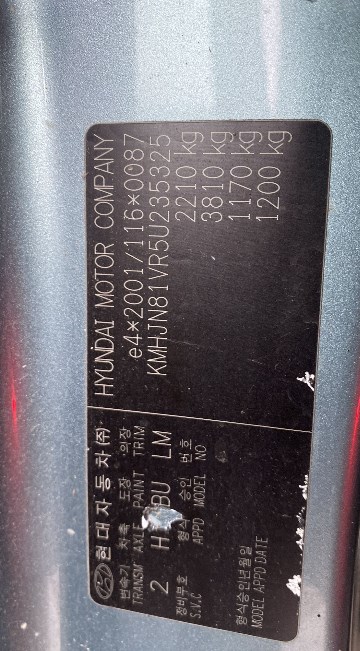 현대자동차(주) HYUNDAI MOTOR COMPANY
e4*2001/116*0087
KMHJN81VR5U235325
2210 kg
3810 kg
1170 kg
1200 kg
변속기 차축 도장 의장
TRANSM AXLE PAINT TRIM
2 H BU LM
정비부호 형식 승인 번호
S.V.C APPD MODEL NO
형식승인년월일
MODEL APPD DATE